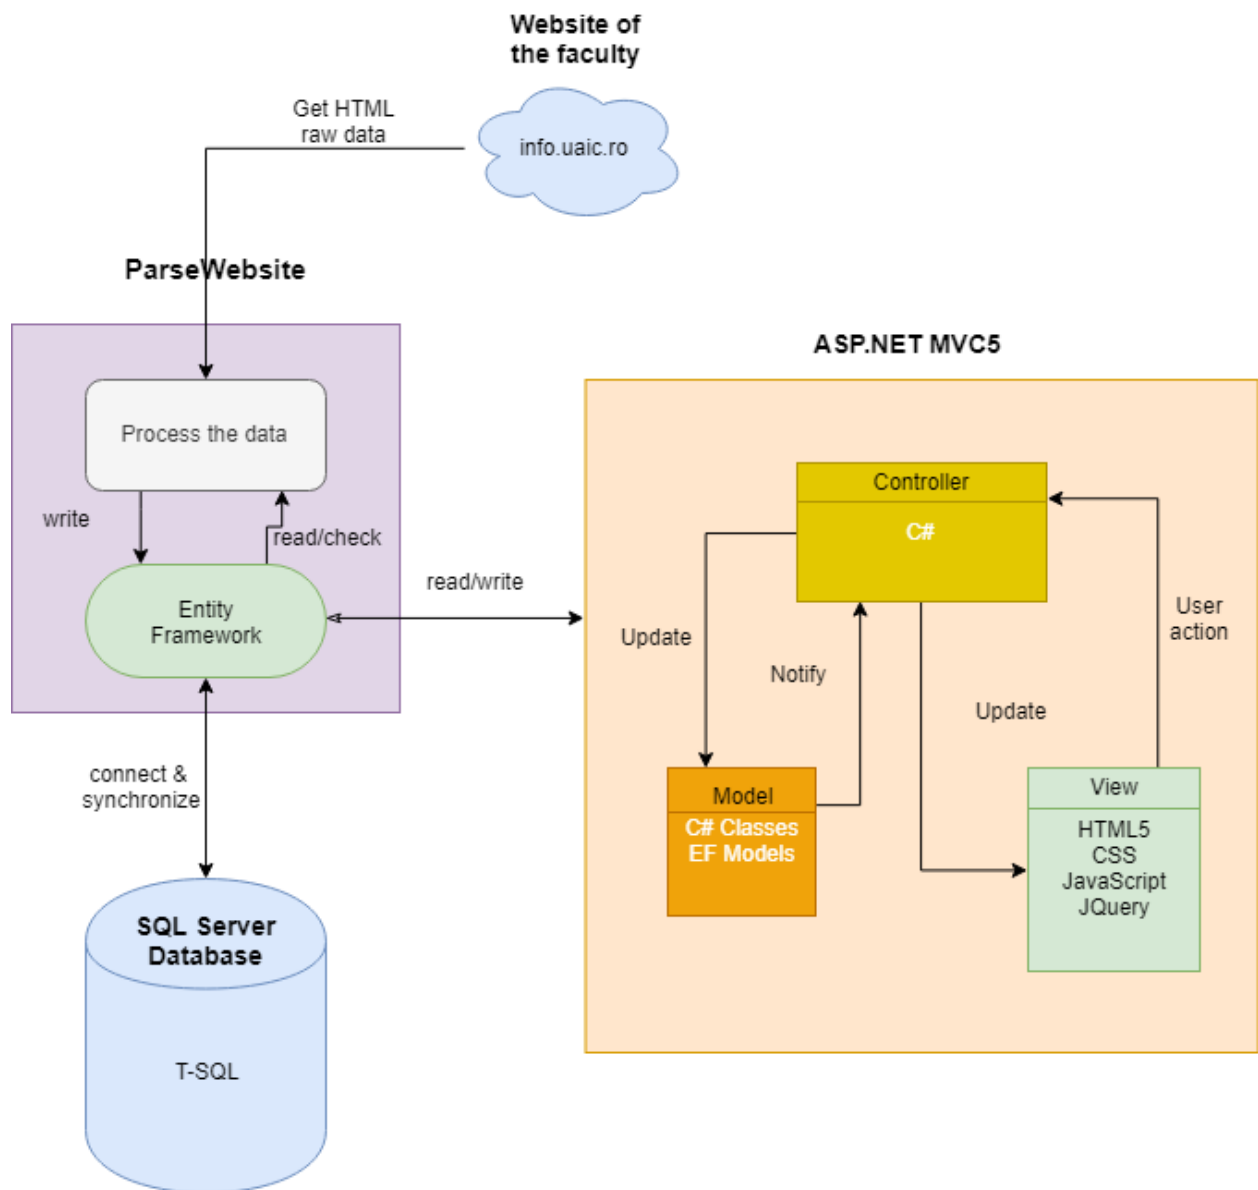 Website of
the faculty
Get HTML
raw data
info.uaic.ro
ParseWebsite
ASP.NET MVC5
Process the data
Controller
C#
write
read/check
read/write
Entity
Framework
User
action
Update
Notify
Update
connect &
synchronize
Model
C# Classes
EF Models
View
HTML5
CSS
JavaScript
JQuery
SQL Server
Database
T-SQL